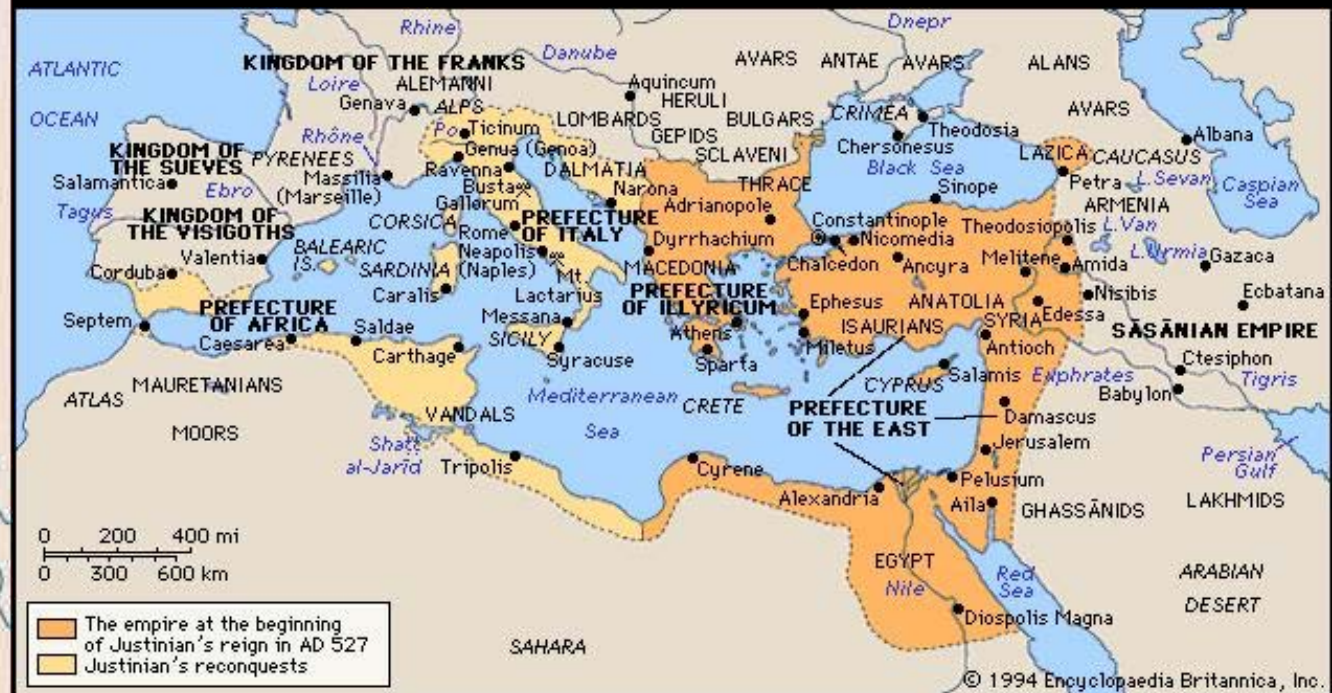 Rhine
Dnepr
Danube
AVARS
ANTAE
AVARS
ALANS
ATLANTIC
OCEAN
KINGDOM OF THE FRANKS
Loire
ALEMANNI
Genava
ALPS
Aquincum
HERULI
LOMBARDS
GEPIDS
BULGARS
SCLAVENI
CRIMEA
Theodosia
Chersonesus
Black Sea
AVARS
Albana
Rhône
Po
Ticinum
Genua (Genoa)
Ravenna
DALMATIA
LAZICA
CAUCASUS
Petra
L. Sevan
Caspian
Sea
KINGDOM OF
THE SUEVES
PYRENEES
Salamantica
Ebro
Massilia
(Marseille)
Busta
Gallorum
Narona
THRACE
Adrianopole
Sinope
ARMENIA
L. Van
Tagus
KINGDOM OF
THE VISIGOTHS
CORSICA
Rome
PREFECTURE
OF ITALY
Constantinople
Nicomedia
Theodosiopolis
L. Urmia
Valentia
BALEARIC
IS.
Neapolis
(Naples)
Dyrrhachium
Chalcedon
Ancyra
Melitene
Amida
Gazaca
Corduba
SARDINIA
Mt.
Lactarius
MACEDONIA
Nisibis
Ecbatana
Caralis
PREFECTURE
OF ILLYRICUM
Ephesus
ANATOLIA
Edessa
Septem
PREFECTURE
OF AFRICA
Saldae
Messana
Athens
ISAURIANS
SYRIA
SĀSĀNIAN EMPIRE
Caesarea
Carthage
SICILY
Syracuse
Sparta
Miletus
Antioch
Ctesiphon
MAURETANIANS
CYPRUS
Salamis
Euphrates
Tigris
Babylon
ATLAS
VANDALS
Mediterranean
Sea
CRETE
PREFECTURE
OF THE EAST
Damascus
MOORS
Shaṭṭ
al-Jarīd
Jerusalem
Persian
Gulf
Tripolis
Cyrene
Alexandria
Pelusium
Aila
GHASSĀNIDS
LAKHMIDS
0 200 400 mi
0 300 600 km
EGYPT
Nile
Red
Sea
ARABIAN
DESERT
Diospolis Magna
SAHARA
The empire at the beginning
of Justinian's reign in AD 527
Justinian's reconquests
© 1994 Encyclopaedia Britannica, Inc.